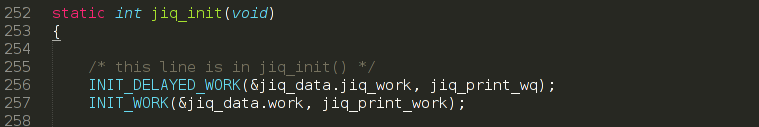 252 static int jiq_init(void)
253 {
254
255     /* this line is in jiq_init() */
256     INIT_DELAYED_WORK(&jiq_data.jiq_work, jiq_print_wq);
257     INIT_WORK(&jiq_data.work, jiq_print_work);
258